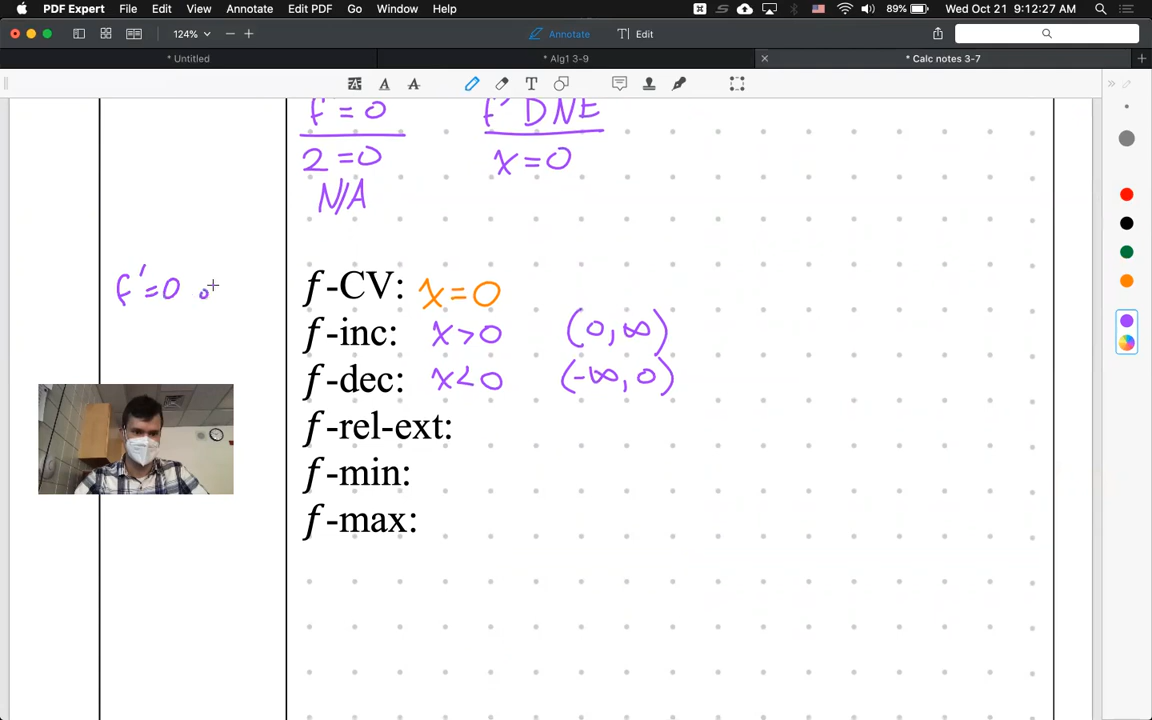 PDF Expert File Edit View Annotate Edit PDF Go Window Help 89% Wed Oct 21 9:12:27 AM
124% Annotate Edit
* Untitled * Alg1 3-9 * Calc notes 3-7
f' = 0 f' DNE
2 = 0 x = 0
N/A
f' = 0 o
f-CV: x = 0
f-inc: x > 0 (0, ∞)
f-dec: x < 0 (-∞, 0)
f-rel-ext:
f-min:
f-max: